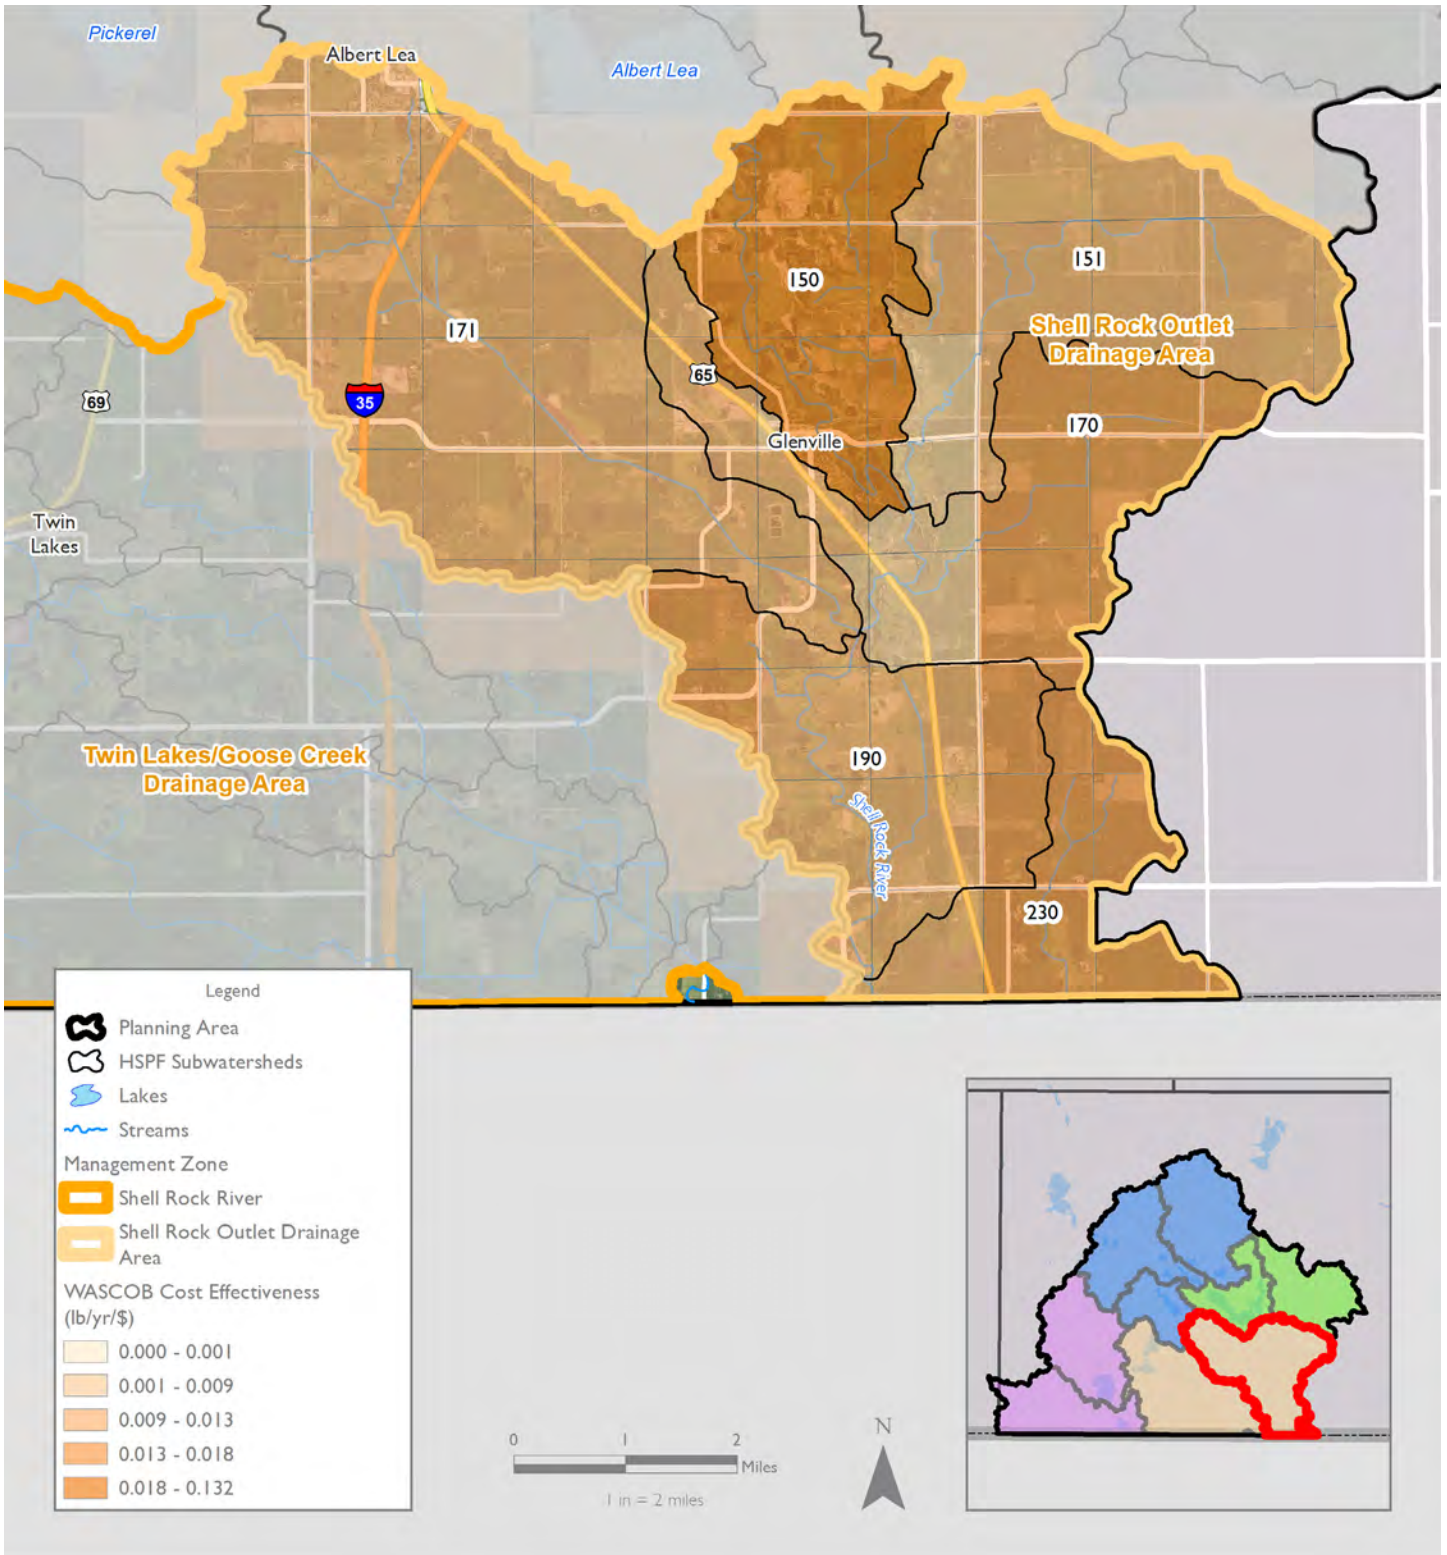 Pickerel
Albert Lea
Albert Lea
151
150
Shell Rock Outlet
Drainage Area
171
65
69
35
170
Glenville
Twin
Lakes
Twin Lakes/Goose Creek
Drainage Area
190
Shell Rock River
230
Legend
Planning Area
HSPF Subwatersheds
Lakes
Streams
Management Zone
Shell Rock River
Shell Rock Outlet Drainage
Area
WASCOB Cost Effectiveness
(lb/yr/$)
0.000 - 0.001
0.001 - 0.009
0.009 - 0.013
0.013 - 0.018
0.018 - 0.132
0 1 2
Miles
1 in = 2 miles
N